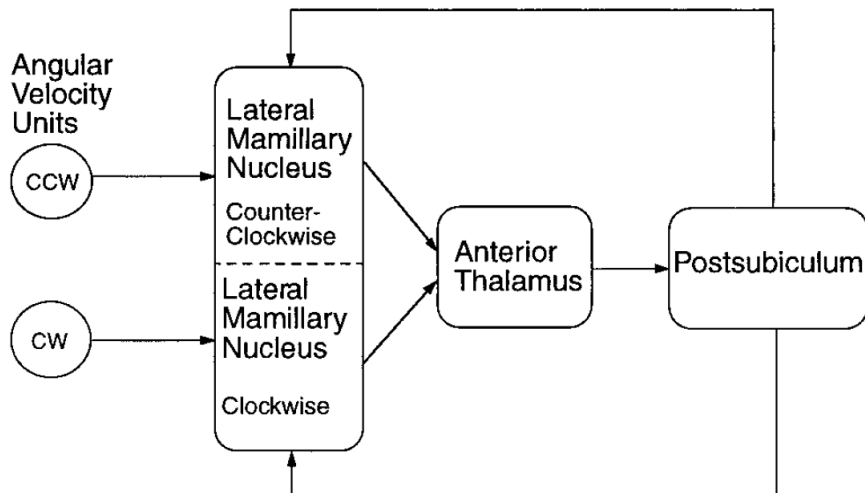 Angular
Velocity
Units
CCW
CW
Lateral
Mamillary
Nucleus
Counter-
Clockwise
Lateral
Mamillary
Nucleus
Clockwise
Anterior
Thalamus
Postsubiculum